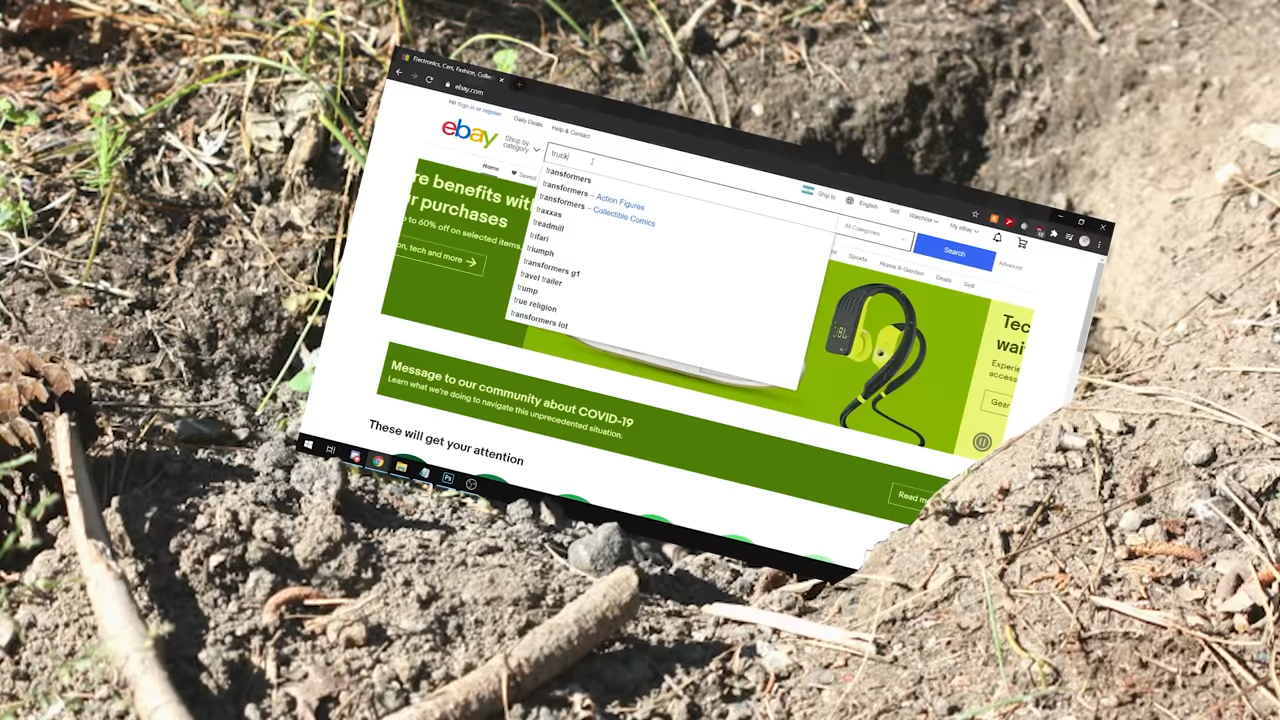 Electronics, Cars, Fashion, Collec
ebay.com
Hi! Sign in or register
Daily Deals
Help & Contact
Ship to
English
Sell
Watchlist
My eBay
ebay
Shop by
category
truck
All Categories
Search
Advanced
Home
Saved
Sports
Home & Garden
Deals
Sell
transformers
transformers – Action Figures
transformers – Collectible Comics
traxxas
treadmill
trifari
triumph
transformers g1
travel trailer
trump
true religion
transformers lot
re benefits wit
r purchases
to 60% off on selected items
on, tech and more
JBL
Tec
wai
Experie
access
Gear
Message to our community about COVID-19
Learn what we're doing to navigate this unprecedented situation.
Read m
These will get your attention
Ps